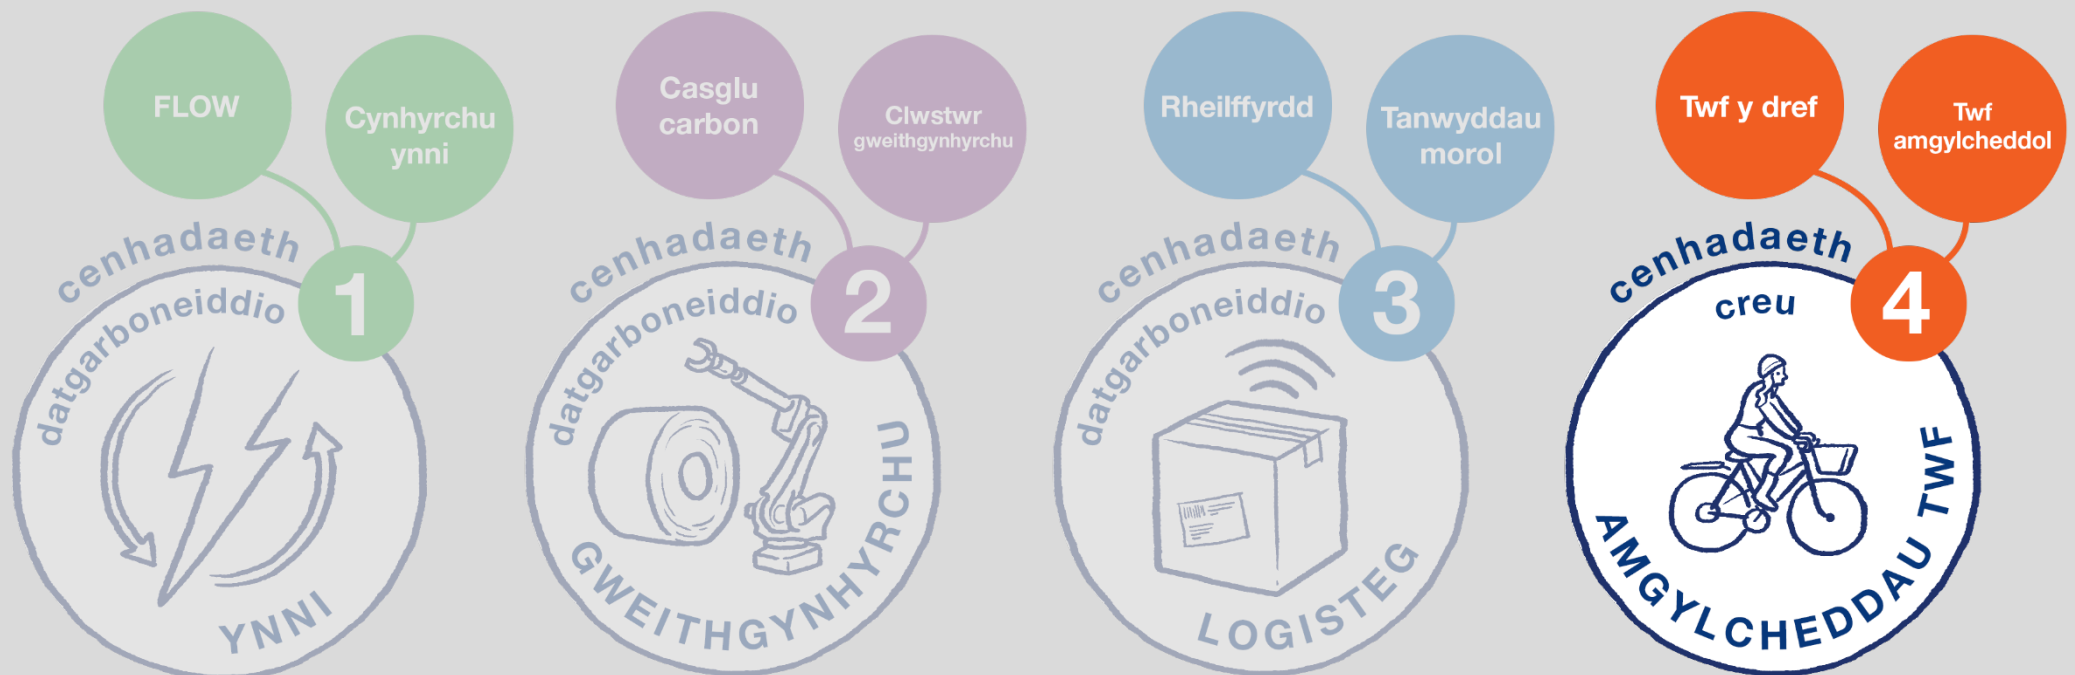 FLOW
Cynhyrchu
ynni
cenhadaeth
1
datgarboneiddio
YNNI
Casglu
carbon
Clwstwr
gweithgynhyrchu
cenhadaeth
2
datgarboneiddio
GWEITHGYNHYRCHU
Rheilffyrdd
Tanwyddau
morol
cenhadaeth
3
datgarboneiddio
LOGISTEG
Twf y dref
Twf
amgylcheddol
cenhadaeth
4
creu
AMGYLCHEDDAU TWF